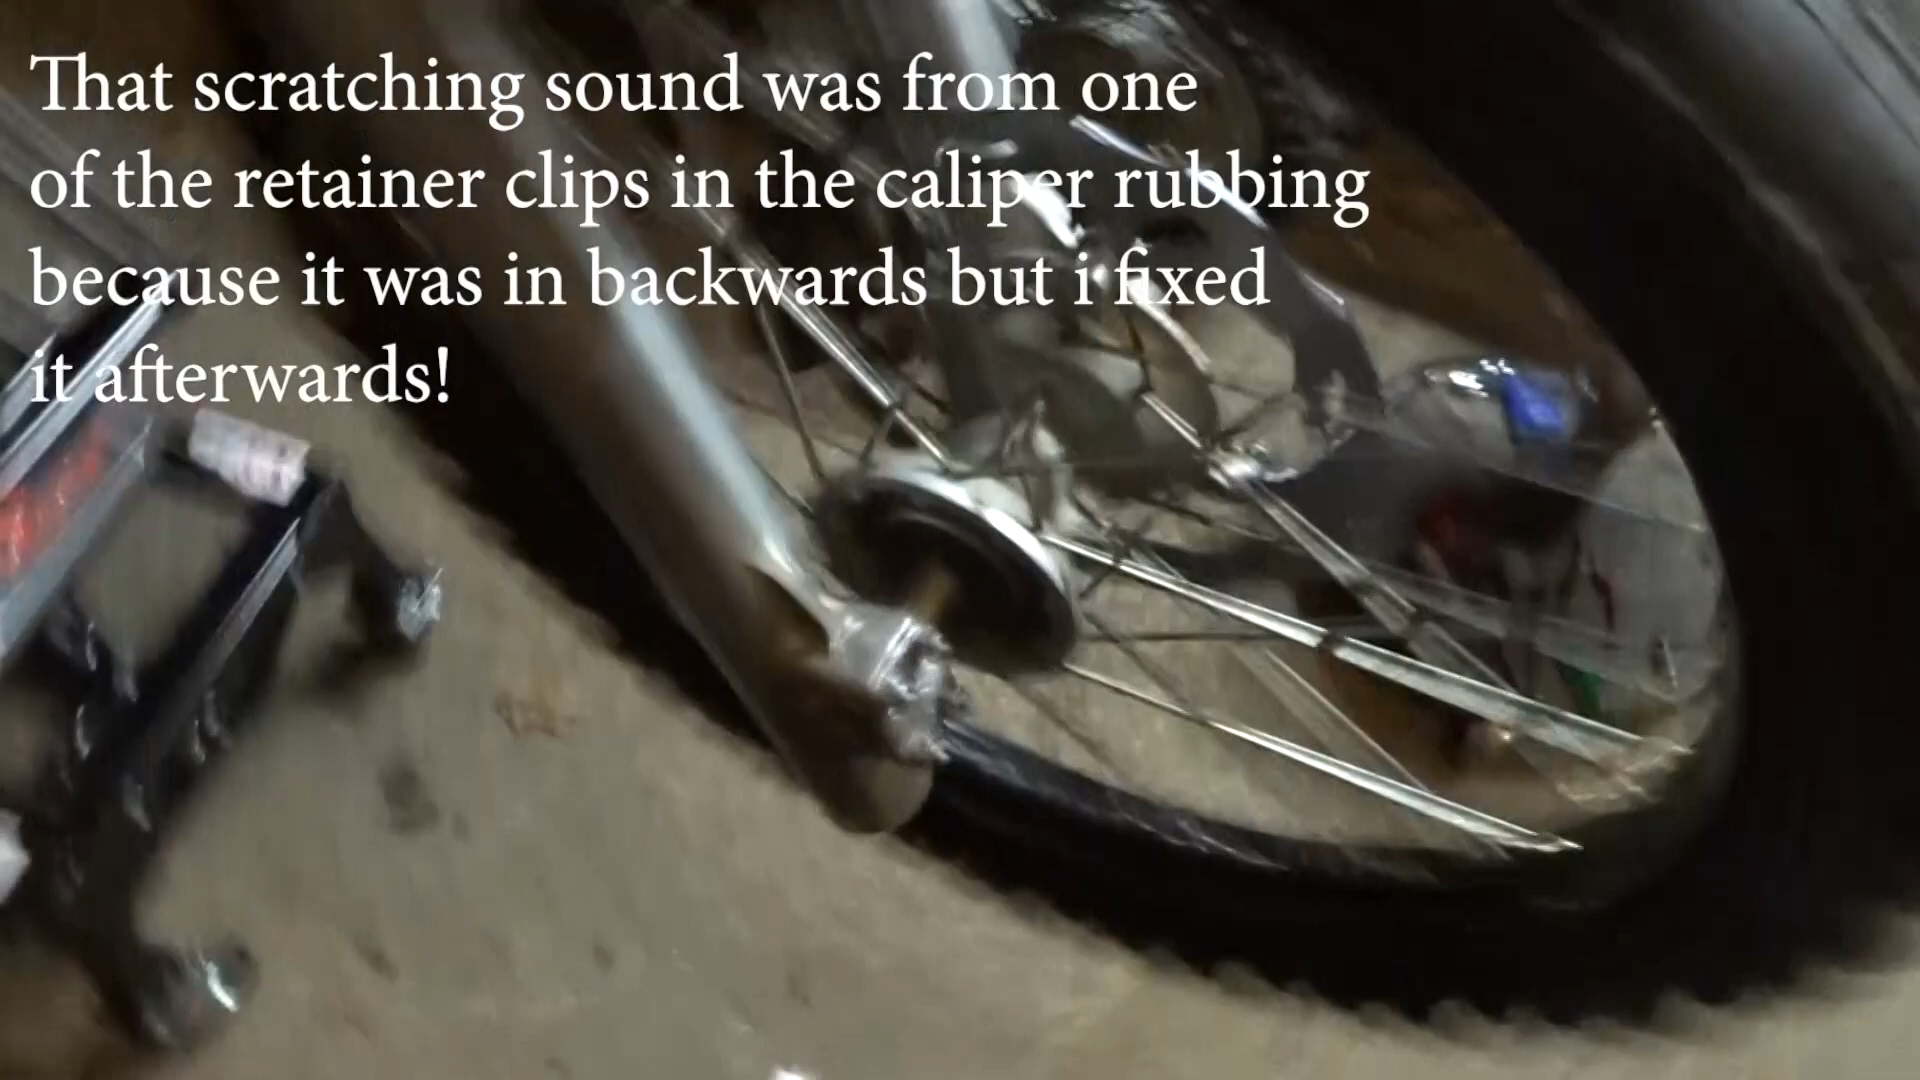 That scratching sound was from one
of the retainer clips in the caliper rubbing
because it was in backwards but i fixed
it afterwards!